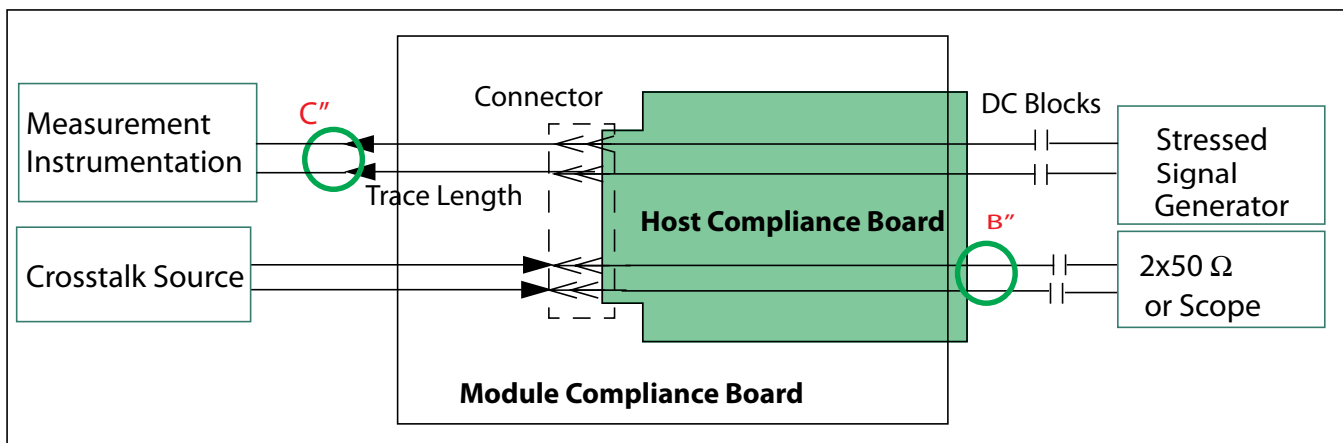 Measurement
Instrumentation
C″
Connector
DC Blocks
Stressed
Signal
Generator
Trace Length
Host Compliance Board
B″
Crosstalk Source
2x50 Ω
or Scope
Module Compliance Board